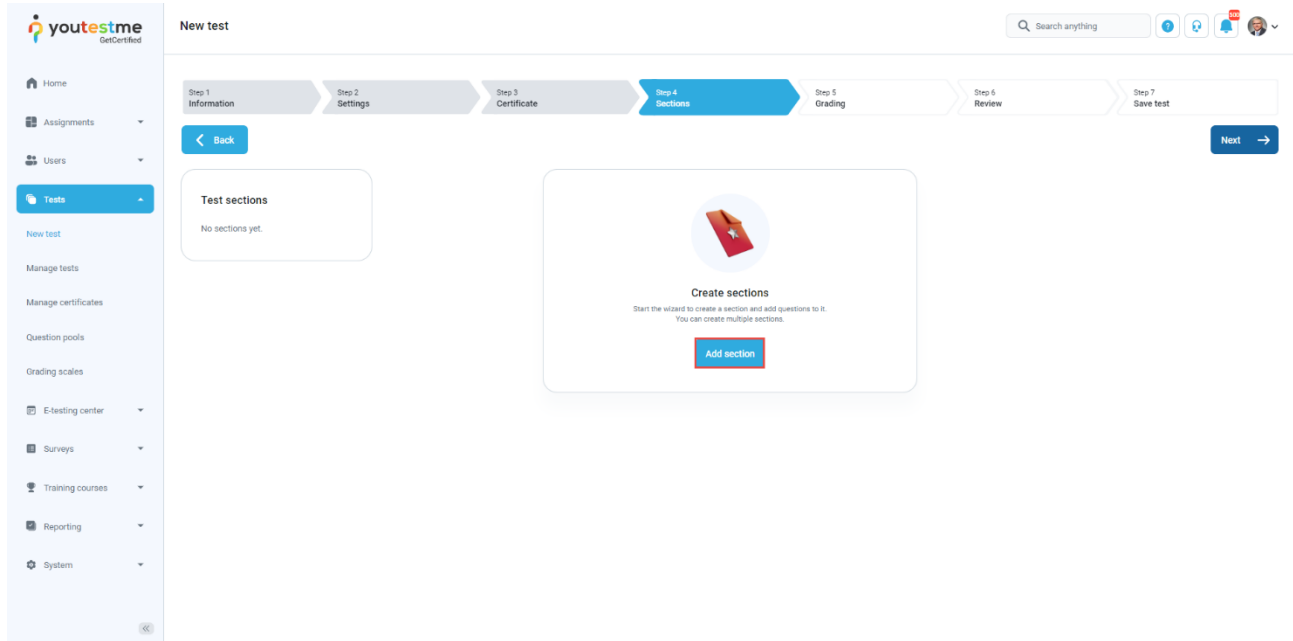 youtestme
GetCertified
New test
Search anything
Home
Assignments
Users
Tests
New test
Manage tests
Manage certificates
Question pools
Grading scales
E-testing center
Surveys
Training courses
Reporting
System
Step 1
Information
Step 2
Settings
Step 3
Certificate
Step 4
Sections
Step 5
Grading
Step 6
Review
Step 7
Save test
Back
Next
Test sections
No sections yet.
Create sections
Start the wizard to create a section and add questions to it.
You can create multiple sections.
Add section